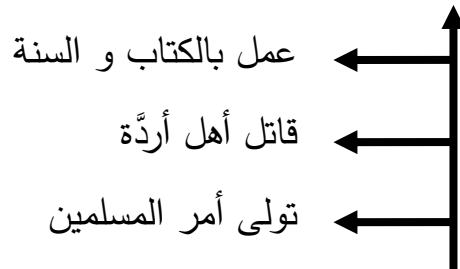 عمل بالكتاب و السنة
قاتل أهل أردَّة
تولى أمر المسلمين